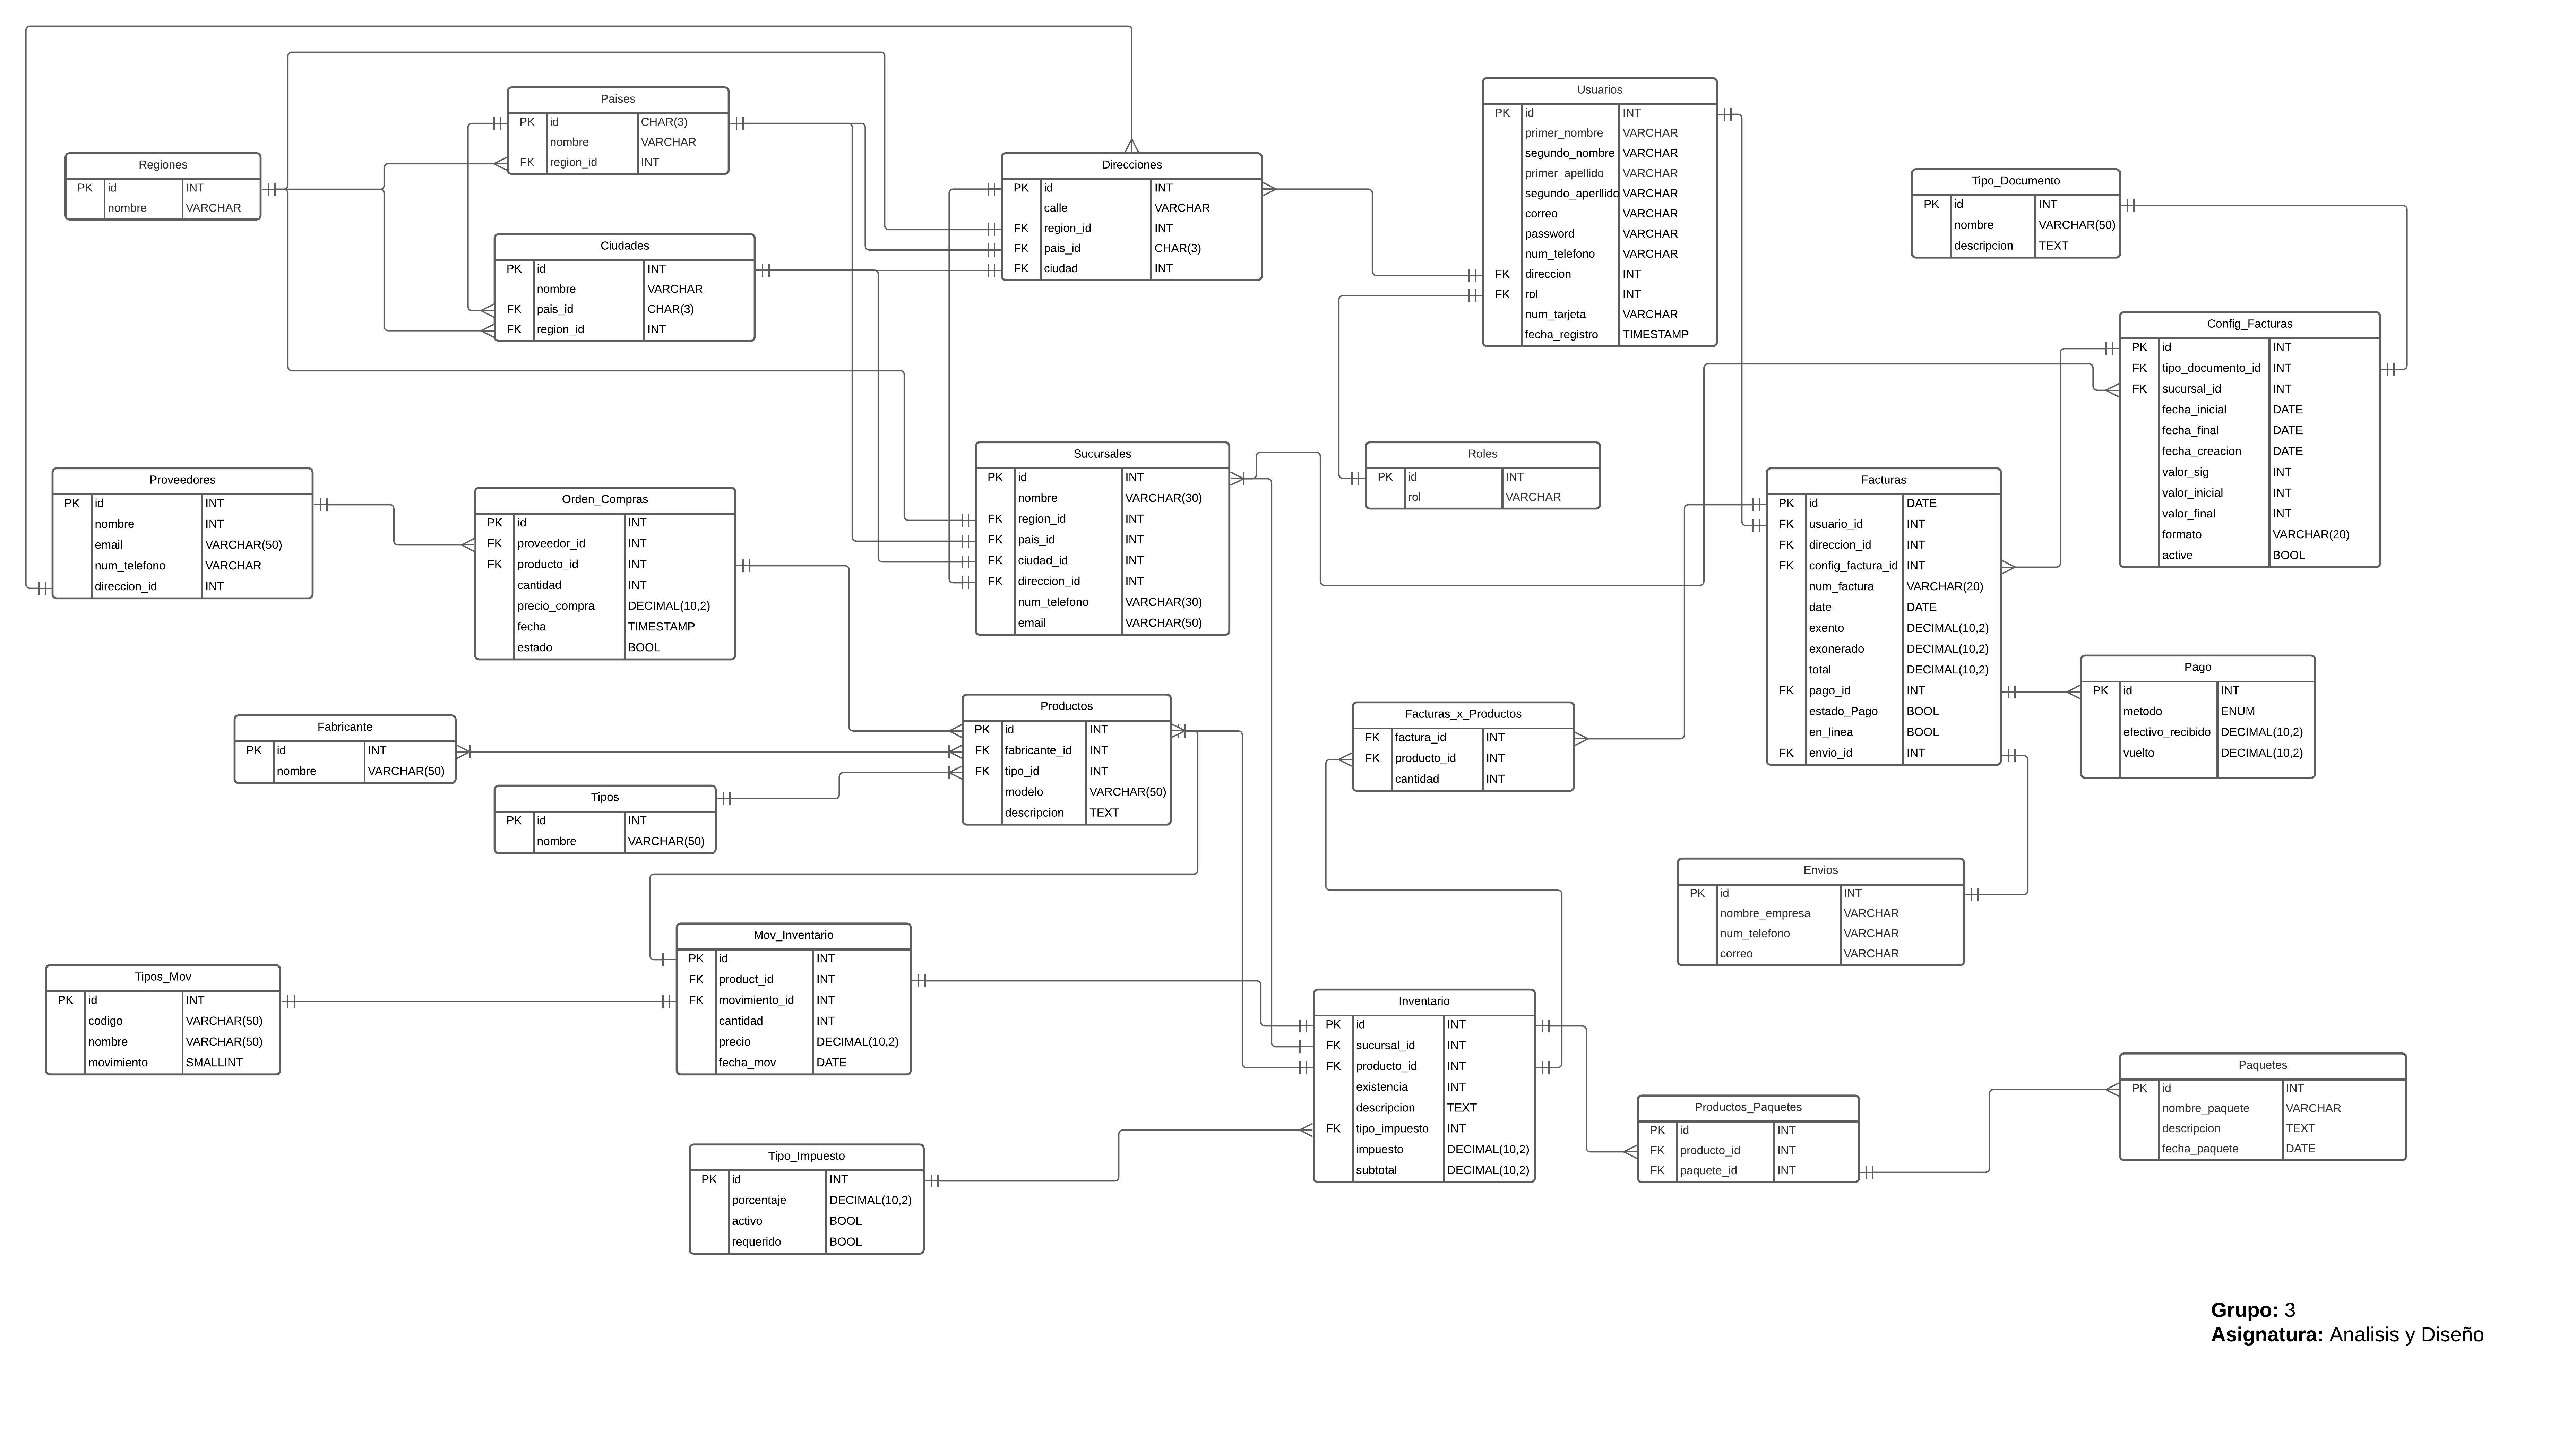 Paises
PK id CHAR(3)
nombre VARCHAR
FK region_id INT
Regiones
PK id INT
nombre VARCHAR
Ciudades
PK id INT
nombre VARCHAR
FK pais_id CHAR(3)
FK region_id INT
Direcciones
PK id INT
calle VARCHAR
FK region_id INT
FK pais_id CHAR(3)
FK ciudad INT
Usuarios
PK id INT
primer_nombre VARCHAR
segundo_nombre VARCHAR
primer_apellido VARCHAR
segundo_aperllido VARCHAR
correo VARCHAR
password VARCHAR
num_telefono VARCHAR
FK direccion INT
FK rol INT
num_tarjeta VARCHAR
fecha_registro TIMESTAMP
Tipo_Documento
PK id INT
nombre VARCHAR(50)
descripcion TEXT
Config_Facturas
PK id INT
FK tipo_documento_id INT
FK sucursal_id INT
fecha_inicial DATE
fecha_final DATE
fecha_creacion DATE
valor_sig INT
valor_inicial INT
valor_final INT
formato VARCHAR(20)
active BOOL
Proveedores
PK id INT
nombre INT
email VARCHAR(50)
num_telefono VARCHAR
direccion_id INT
Orden_Compras
PK id INT
FK proveedor_id INT
FK producto_id INT
cantidad INT
precio_compra DECIMAL(10,2)
fecha TIMESTAMP
estado BOOL
Sucursales
PK id INT
nombre VARCHAR(30)
FK region_id INT
FK pais_id INT
FK ciudad_id INT
FK direccion_id INT
num_telefono VARCHAR(30)
email VARCHAR(50)
Roles
PK id INT
rol VARCHAR
Facturas
PK id DATE
FK usuario_id INT
FK direccion_id INT
FK config_factura_id INT
num_factura VARCHAR(20)
date DATE
exento DECIMAL(10,2)
exonerado DECIMAL(10,2)
total DECIMAL(10,2)
FK pago_id INT
estado_Pago BOOL
en_linea BOOL
FK envio_id INT
Pago
PK id INT
metodo ENUM
efectivo_recibido DECIMAL(10,2)
vuelto DECIMAL(10,2)
Fabricante
PK id INT
nombre VARCHAR(50)
Tipos
PK id INT
nombre VARCHAR(50)
Productos
PK id INT
FK fabricante_id INT
FK tipo_id INT
modelo VARCHAR(50)
descripcion TEXT
Facturas_x_Productos
FK factura_id INT
FK producto_id INT
cantidad INT
Envios
PK id INT
nombre_empresa VARCHAR
num_telefono VARCHAR
correo VARCHAR
Tipos_Mov
PK id INT
codigo VARCHAR(50)
nombre VARCHAR(50)
movimiento SMALLINT
Mov_Inventario
PK id INT
FK product_id INT
FK movimiento_id INT
cantidad INT
precio DECIMAL(10,2)
fecha_mov DATE
Inventario
PK id INT
FK sucursal_id INT
FK producto_id INT
existencia INT
descripcion TEXT
FK tipo_impuesto INT
impuesto DECIMAL(10,2)
subtotal DECIMAL(10,2)
Tipo_Impuesto
PK id INT
porcentaje DECIMAL(10,2)
activo BOOL
requerido BOOL
Productos_Paquetes
PK id INT
FK producto_id INT
FK paquete_id INT
Paquetes
PK id INT
nombre_paquete VARCHAR
descripcion TEXT
fecha_paquete DATE
Grupo: 3
Asignatura: Analisis y Diseño